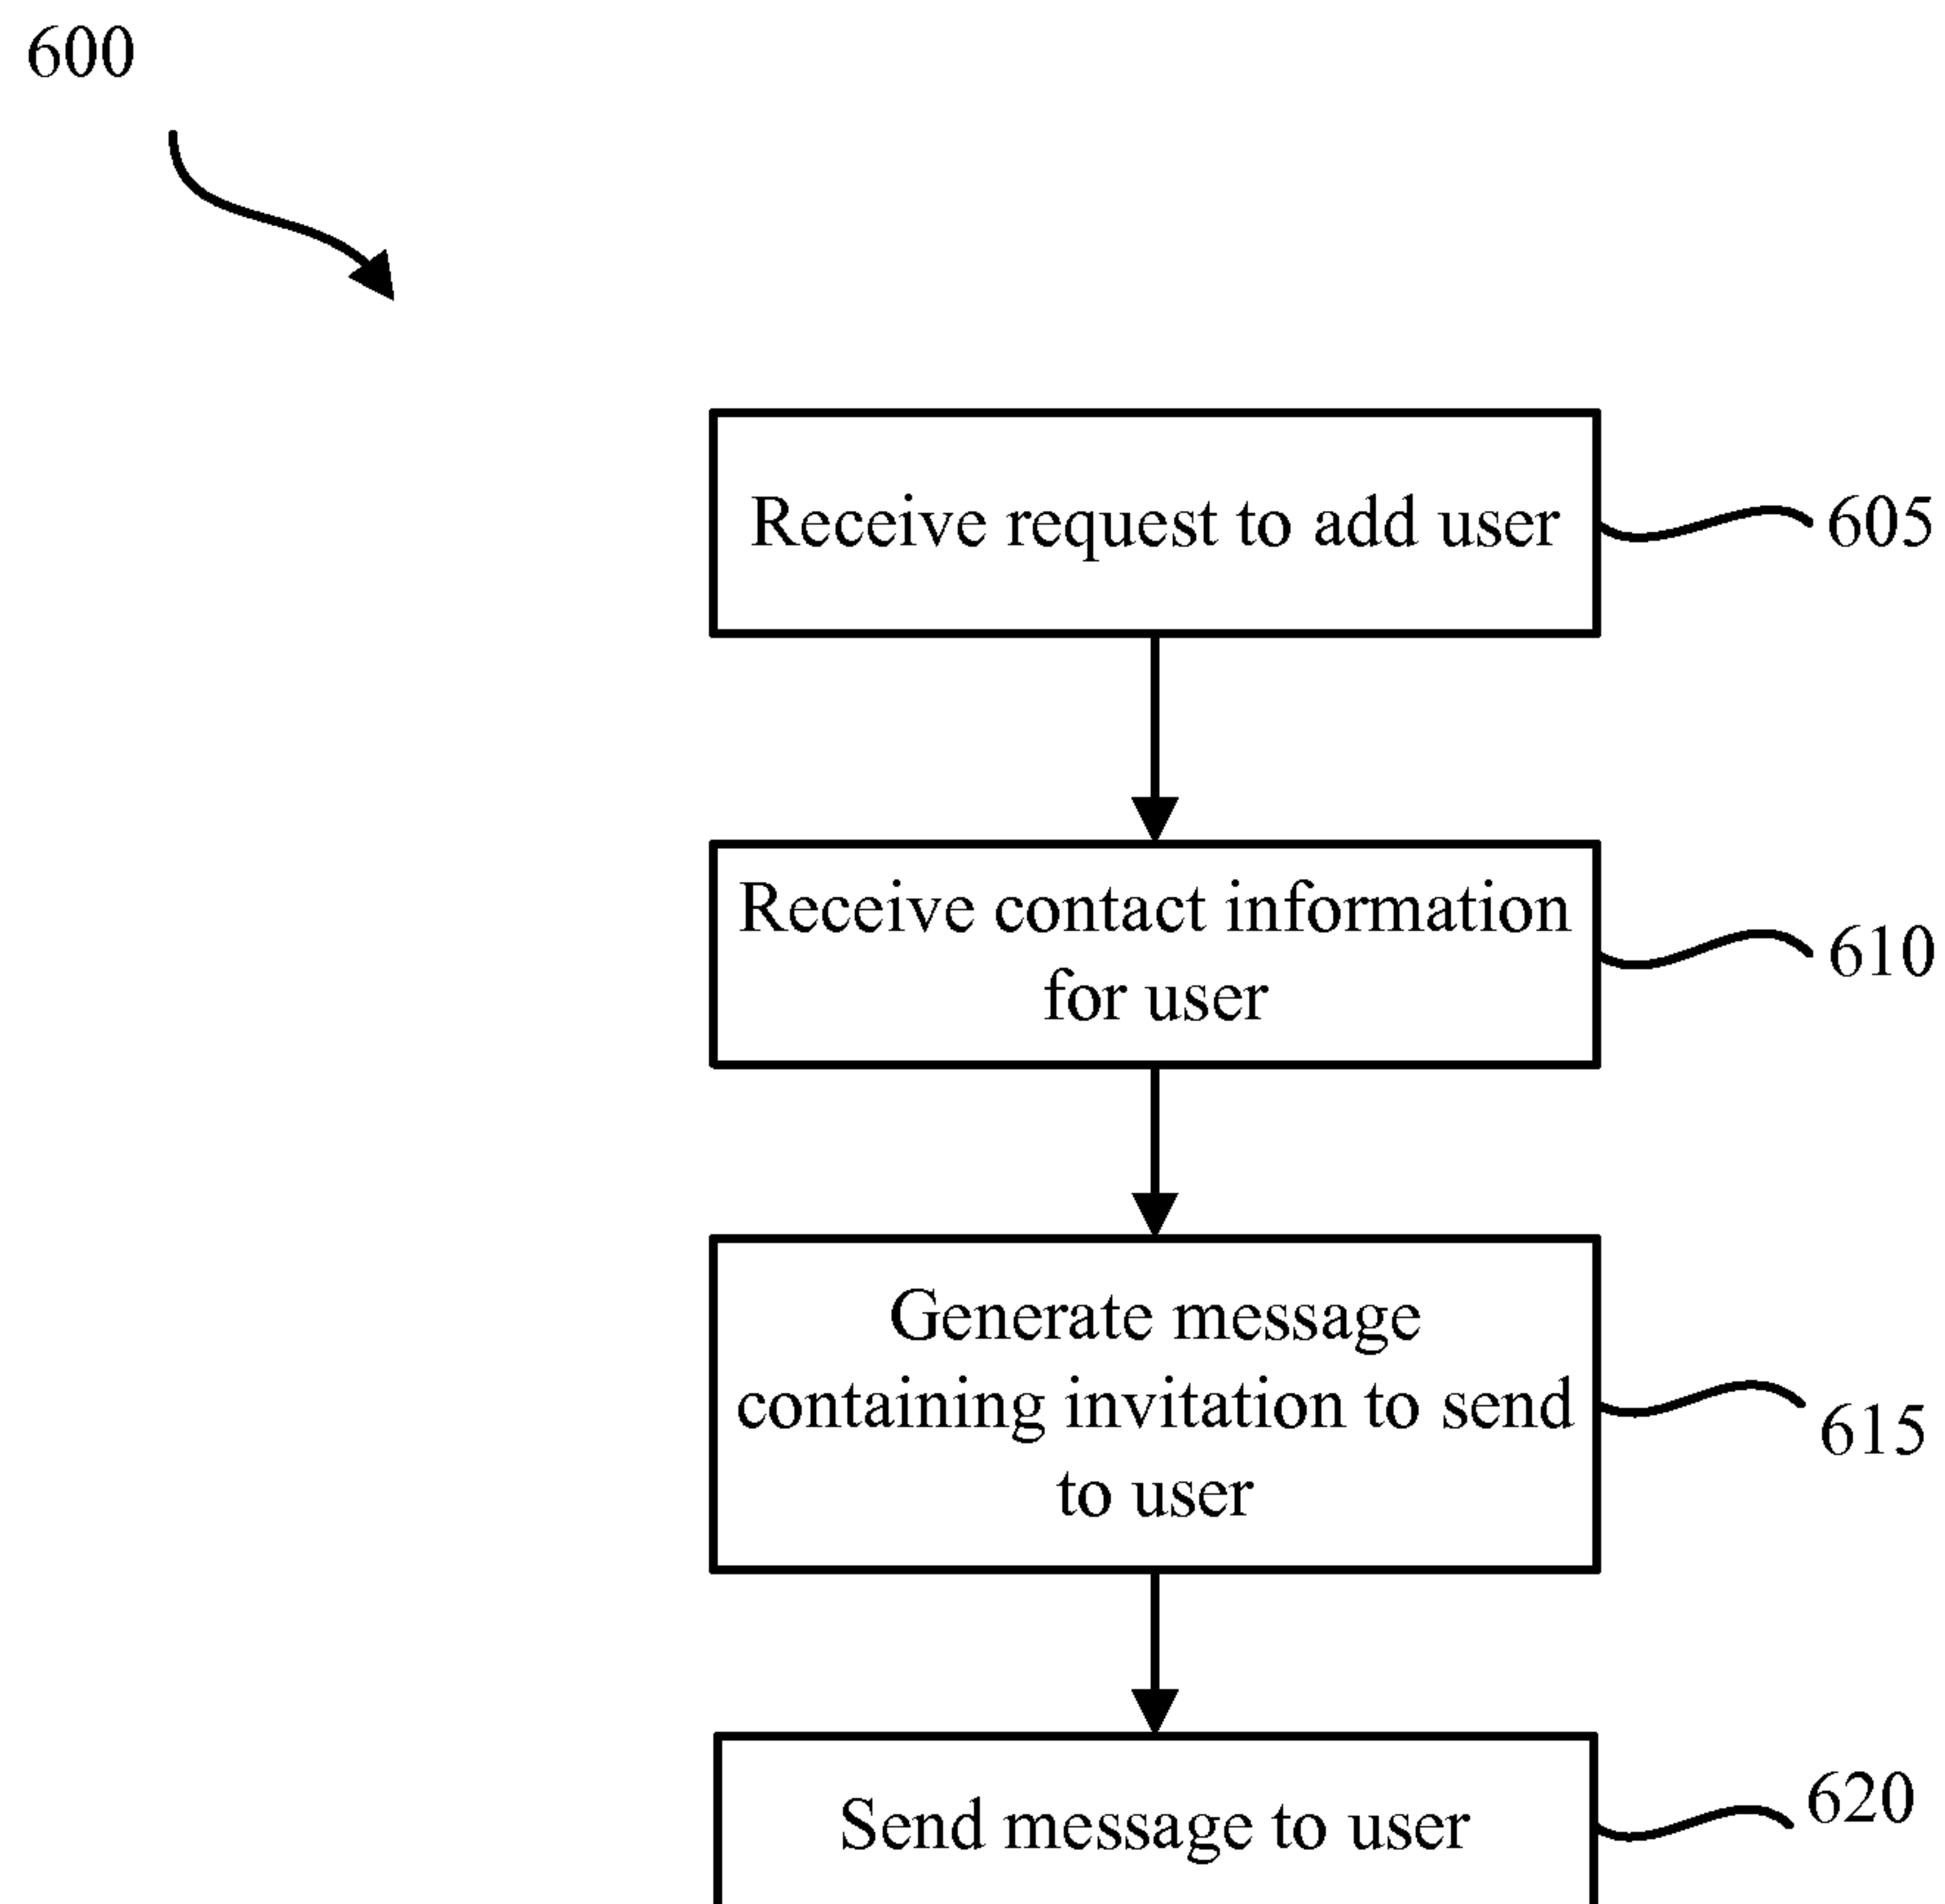 600
Receive request to add user
605
Receive contact information
for user
610
Generate message
containing invitation to send
to user
615
Send message to user
620